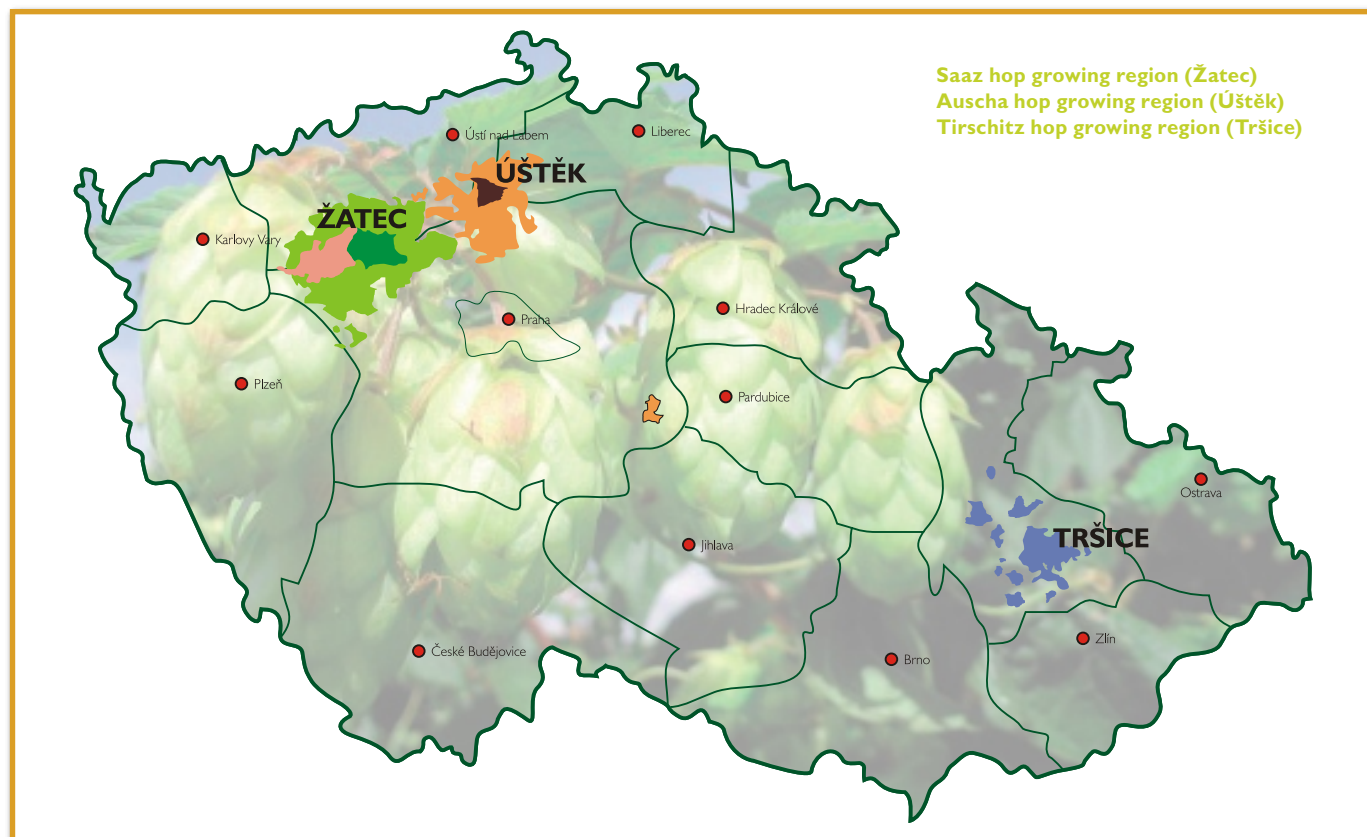 Saaz hop growing region (Žatec)
Auscha hop growing region (Úštěk)
Tirschitz hop growing region (Tršice)
Ústí nad Labem
Liberec
ÚŠTĚK
ŽATEC
Karlovy Vary
Praha
Hradec Králové
Plzeň
Pardubice
Ostrava
TRŠICE
Jihlava
Zlín
České Budějovice
Brno